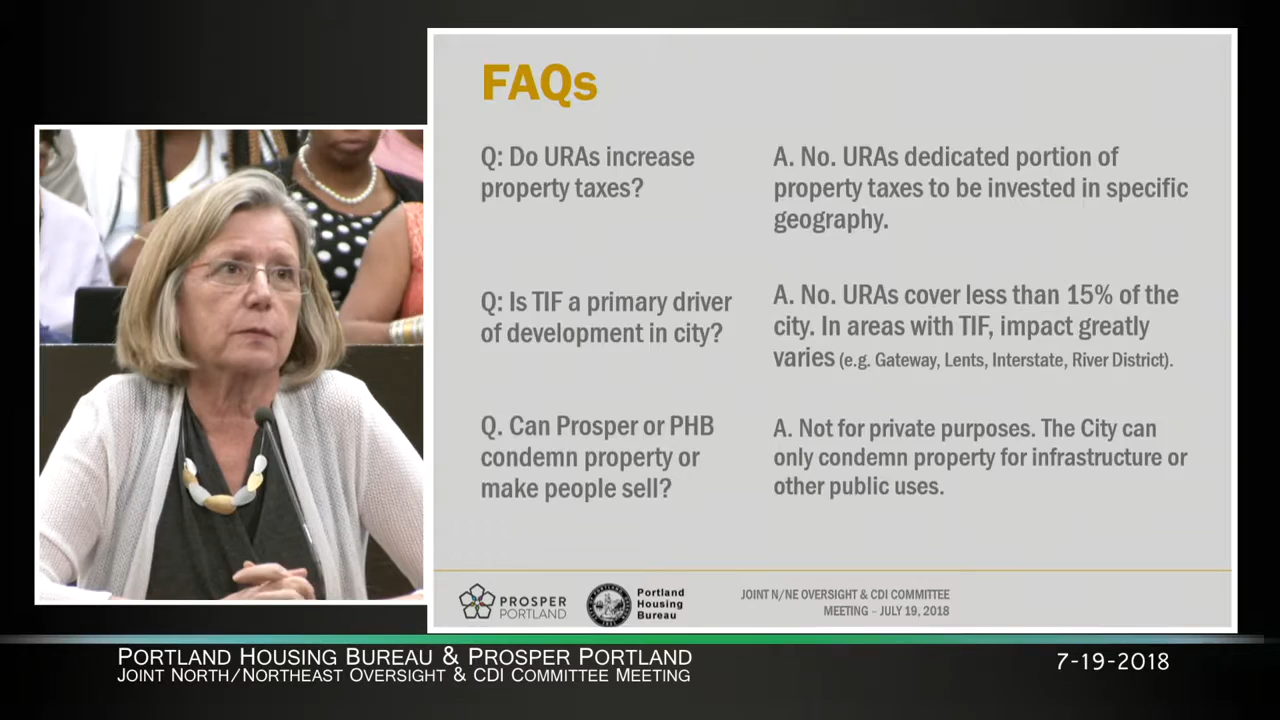 FAQs
Q: Do URAs increase
property taxes?
A. No. URAs dedicated portion of
property taxes to be invested in specific
geography.
Q: Is TIF a primary driver
of development in city?
A. No. URAs cover less than 15% of the
city. In areas with TIF, impact greatly
varies (e.g. Gateway, Lents, Interstate, River District).
Q. Can Prosper or PHB
condemn property or
make people sell?
A. Not for private purposes. The City can
only condemn property for infrastructure or
other public uses.
PROSPER
PORTLAND
Portland
Housing
Bureau
JOINT N/NE OVERSIGHT & CDI COMMITTEE
MEETING – JULY 19, 2018
PORTLAND HOUSING BUREAU & PROSPER PORTLAND
JOINT NORTH/NORTHEAST OVERSIGHT & CDI COMMITTEE MEETING
7-19-2018